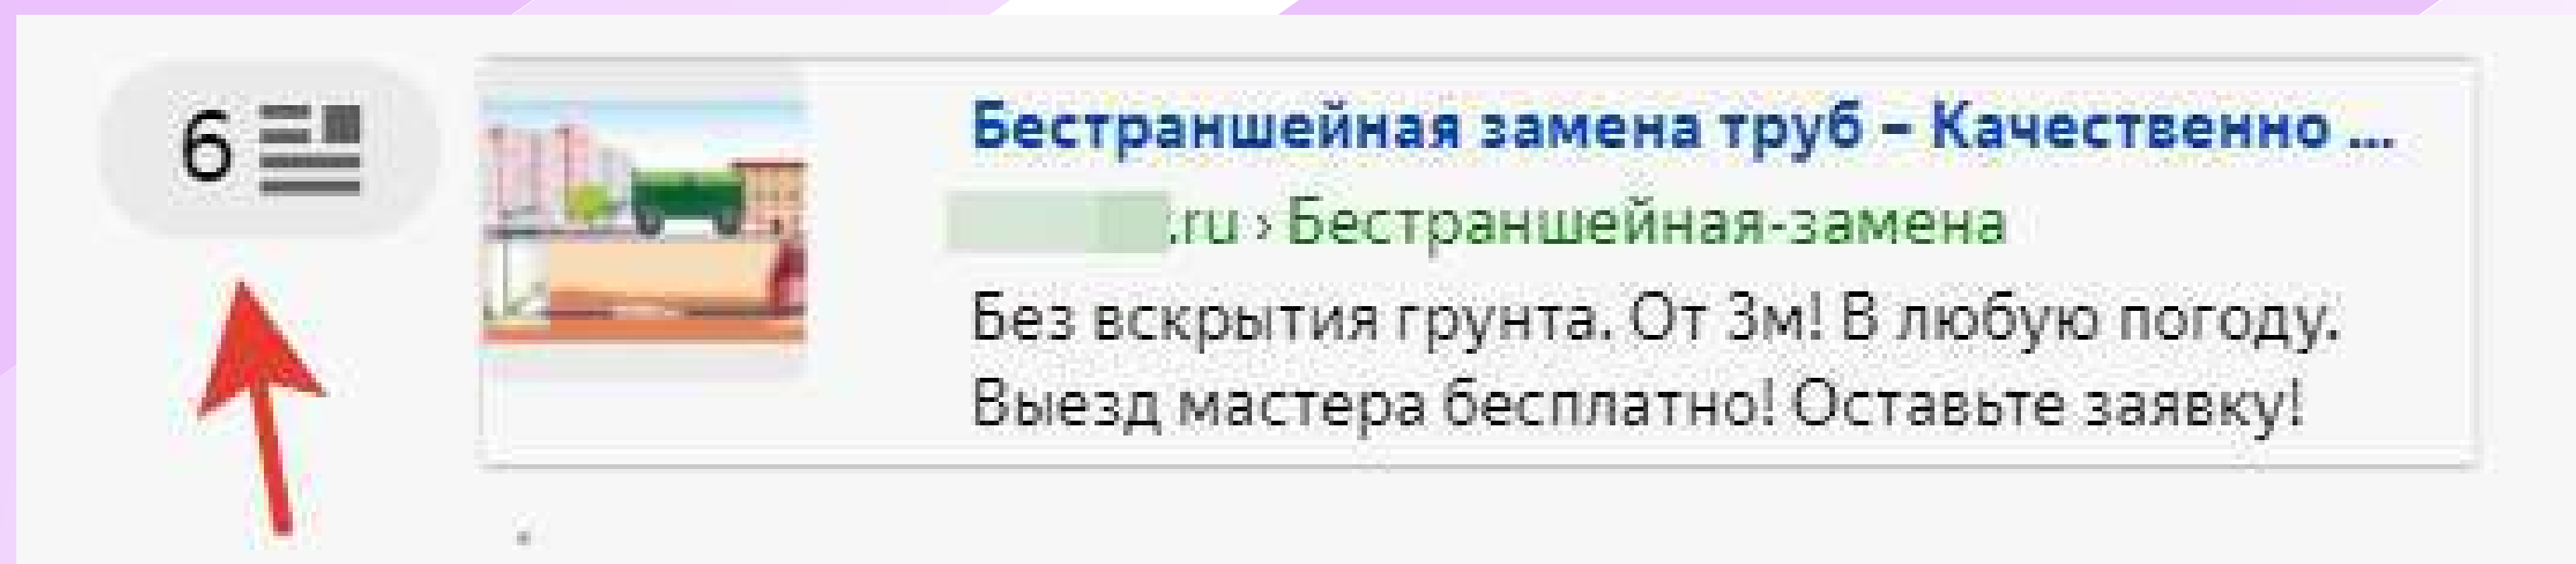 6
Бестраншейная замена труб – Качественно ...
.ru › Бестраншейная-замена
Без вскрытия грунта. От 3м! В любую погоду.
Выезд мастера бесплатно! Оставьте заявку!